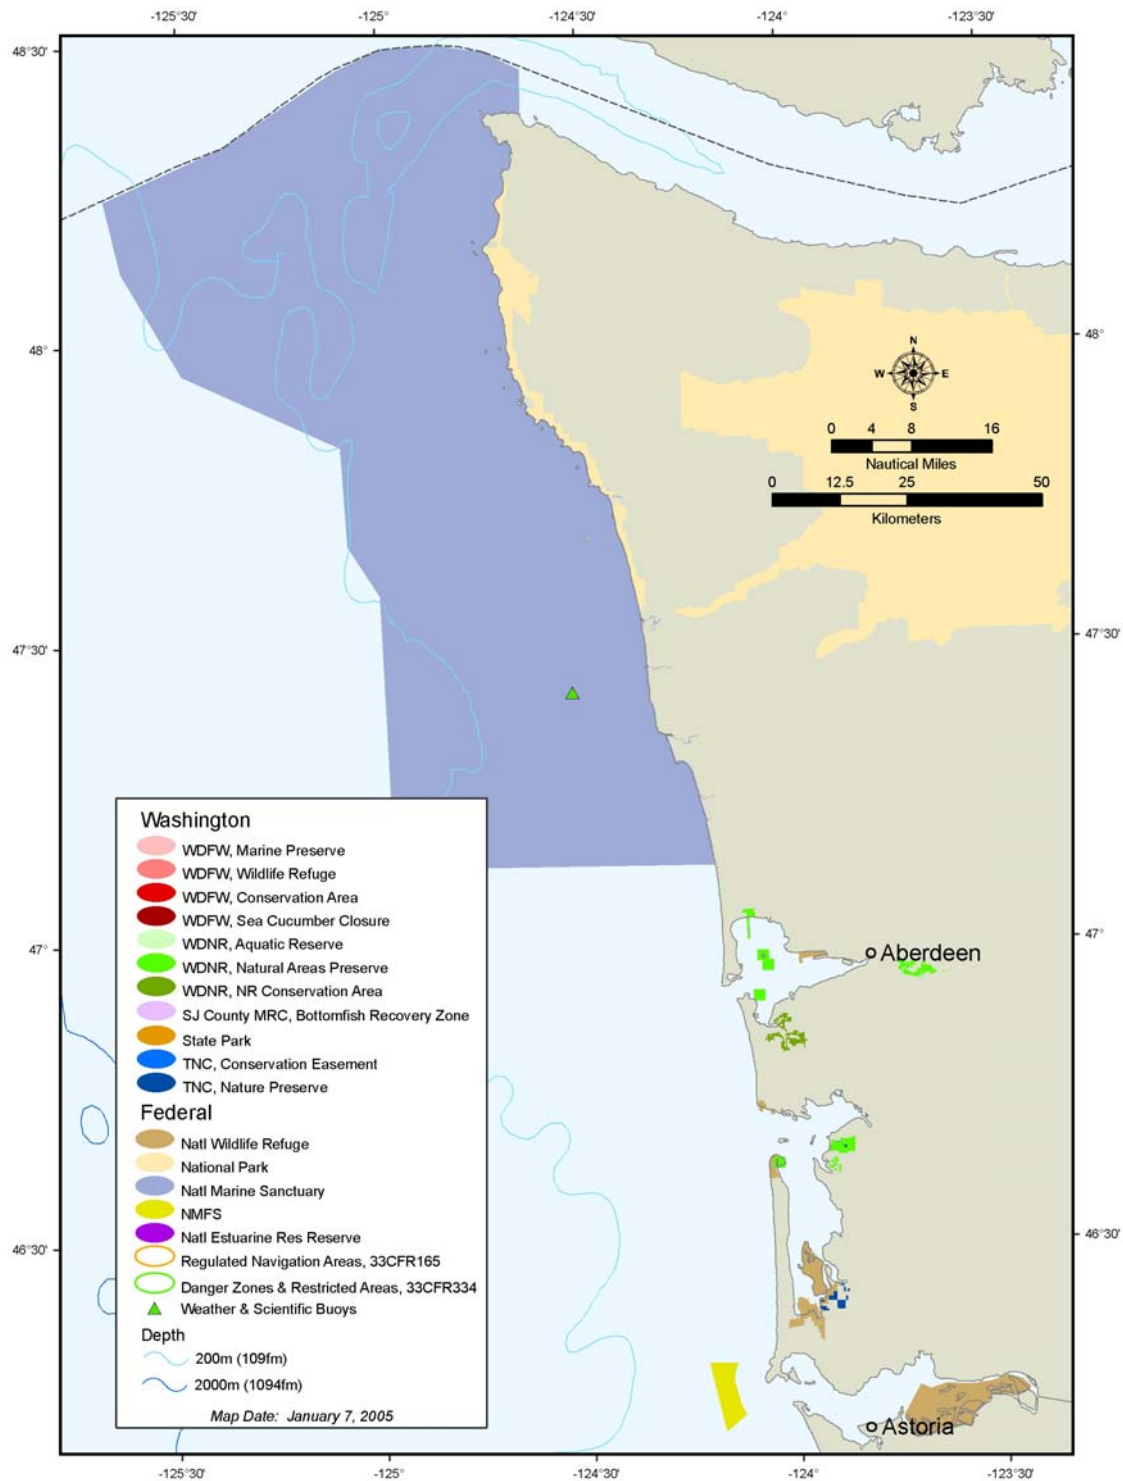 -125°30' -125° -124°30' -124° -123°30'
48°30'
48° 48°
N
W E
S
0 4 8 16
Nautical Miles
0 12.5 25 50
Kilometers
47°30' 47°30'
Washington
WDFW, Marine Preserve
WDFW, Wildlife Refuge
WDFW, Conservation Area
WDFW, Sea Cucumber Closure
WDNR, Aquatic Reserve
WDNR, Natural Areas Preserve
WDNR, NR Conservation Area
SJ County MRC, Bottomfish Recovery Zone
State Park
TNC, Conservation Easement
TNC, Nature Preserve
Federal
Natl Wildlife Refuge
National Park
Natl Marine Sanctuary
NMFS
Natl Estuarine Res Reserve
Regulated Navigation Areas, 33CFR165
Danger Zones & Restricted Areas, 33CFR334
Weather & Scientific Buoys
Depth
200m (109fm)
2000m (1094fm)
Map Date: January 7, 2005
47° 47°
Aberdeen
46°30' 46°30'
Astoria
-125°30' -125° -124°30' -124° -123°30'